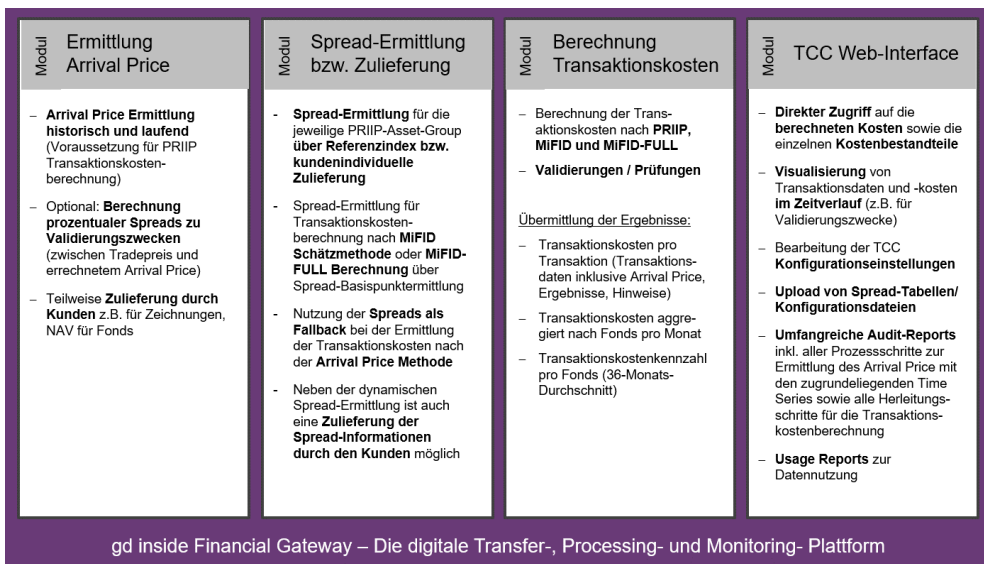 Modul
Ermittlung
Arrival Price
– Arrival Price Ermittlung
historisch und laufend
(Voraussetzung für PRIIP
Transaktionskosten-
berechnung)
– Optional: Berechnung
prozentualer Spreads zu
Validierungszwecken
(zwischen Tradepreis und
errechnetem Arrival Price)
– Teilweise Zulieferung durch
Kunden z.B. für Zeichnungen,
NAV für Fonds
Modul
Spread-Ermittlung
bzw. Zulieferung
- Spread-Ermittlung für die
jeweilige PRIIP-Asset-Group
über Referenzindex bzw.
kundenindividuelle
Zulieferung
- Spread-Ermittlung für
Transaktionskosten-
berechnung nach MiFID
Schätzmethode oder MiFID-
FULL Berechnung über
Spread-Basispunktermittlung
- Nutzung der Spreads als
Fallback bei der Ermittlung
der Transaktionskosten nach
der Arrival Price Methode
- Neben der dynamischen
Spread-Ermittlung ist auch
eine Zulieferung der
Spread-Informationen
durch den Kunden möglich
Modul
Berechnung
Transaktionskosten
– Berechnung der Trans-
aktionskosten nach PRIIP,
MiFID und MiFID-FULL
– Validierungen / Prüfungen
Übermittlung der Ergebnisse:
– Transaktionskosten pro
Transaktion (Transaktions-
daten inklusive Arrival Price,
Ergebnisse, Hinweise)
– Transaktionskosten aggre-
giert nach Fonds pro Monat
– Transaktionskostenkennzahl
pro Fonds (36-Monats-
Durchschnitt)
Modul
TCC Web-Interface
– Direkter Zugriff auf die
berechneten Kosten sowie die
einzelnen Kostenbestandteile
– Visualisierung von
Transaktionsdaten und -kosten
im Zeitverlauf (z.B. für
Validierungszwecke)
– Bearbeitung der TCC
Konfigurationseinstellungen
– Upload von Spread-Tabellen/
Konfigurationsdateien
– Umfangreiche Audit-Reports
inkl. aller Prozessschritte zur
Ermittlung des Arrival Price mit
den zugrundeliegenden Time
Series sowie alle Herleitungs-
schritte für die Transaktions-
kostenberechnung
– Usage Reports zur
Datennutzung
gd inside Financial Gateway – Die digitale Transfer-, Processing- und Monitoring- Plattform